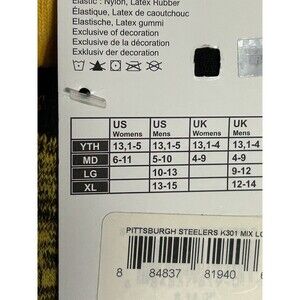 Elastic : Nylon, Latex Rubber
Élastique, Latex de caoutchouc
Elastische, Latex gummi
Exclusive of decoration
Exclusif de la décoration
Exclusive of decoration
US Womens US Mens UK Womens UK Mens
YTH 13,1-5 13,1-5 13,1-4 13,1-4
MD 6-11 5-10 4-9 4-9
LG 10-13 9-12
XL 13-15 12-14
PITTSBURGH STEELERS K301 MIX LO
8 84837 81940 6